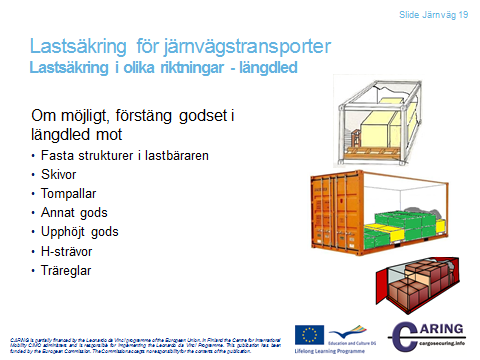 Slide Järnväg 19
Lastsäkring för järnvägstransporter
Lastsäkring i olika riktningar - längdled
Om möjligt, förstäng godset i
längdled mot
• Fasta strukturer i lastbäraren
• Skivor
• Tompallar
• Annat gods
• Upphöjt gods
• H-strävor
• Träreglar
CARING is partially financed by the Leonardo da Vinci programme of the European Union. In Finland the Centre for International
Mobility CIMO administers and is responsible for implementing the Leonardo da Vinci Programme. This publication has been
funded by the European Commission. The Commission accepts no responsibility for the contents of the publication.
Education and Culture DG
Lifelong Learning Programme
CARING
cargosecuring.info